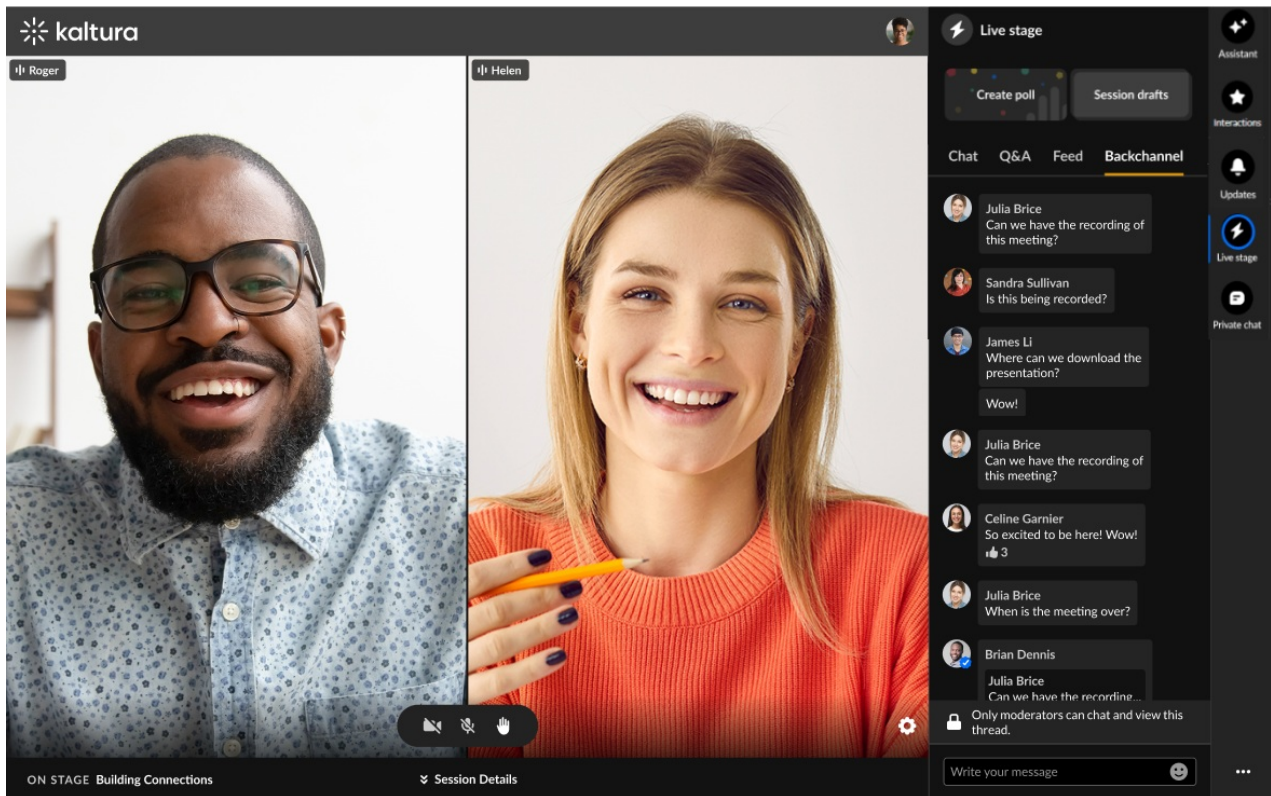 kaltura
Roger
Helen
ON STAGE Building Connections
Session Details
Live stage
Create poll
Session drafts
Chat
Q&A
Feed
Backchannel
Julia Brice
Can we have the recording of
this meeting?
Sandra Sullivan
Is this being recorded?
James Li
Where can we download the
presentation?
Wow!
Julia Brice
Can we have the recording of
this meeting?
Celine Garnier
So excited to be here! Wow!
3
Julia Brice
When is the meeting over?
Brian Dennis
Julia Brice
Can we have the recording...
Only moderators can chat and view this
thread.
Write your message
Assistant
Interactions
Updates
Live stage
Private chat